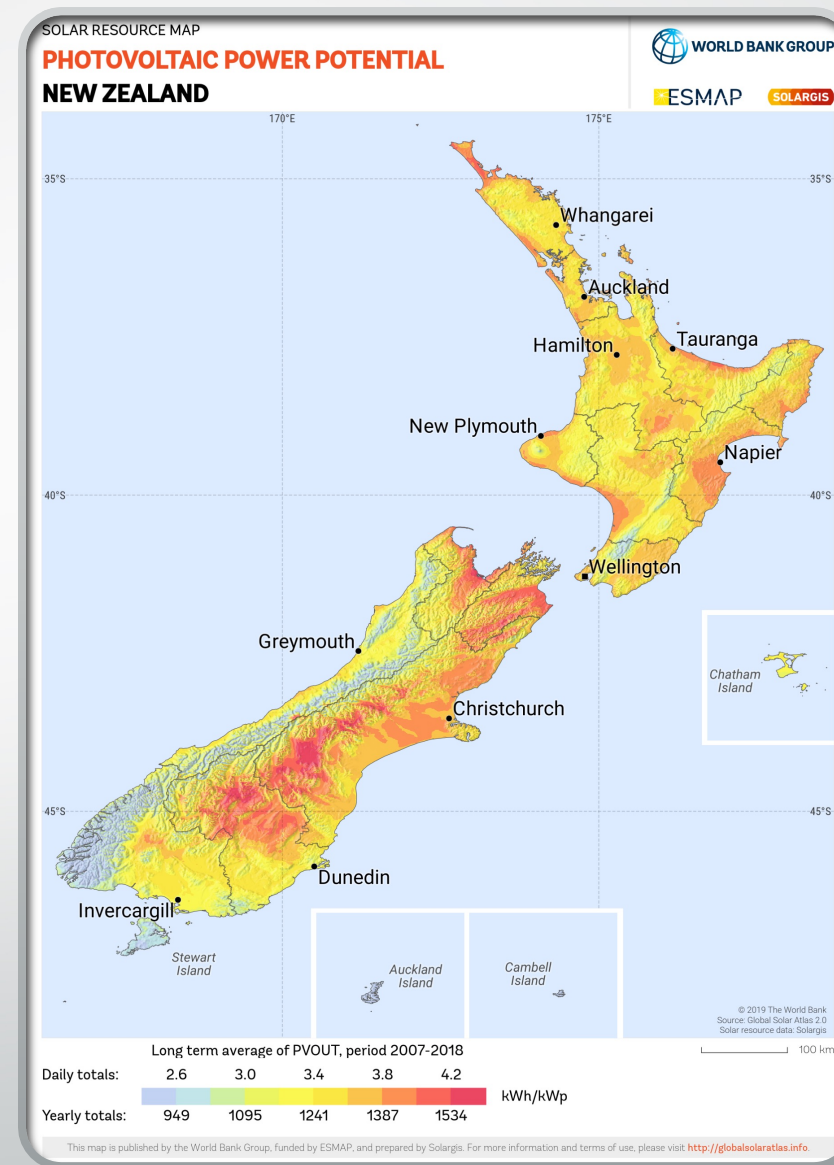 SOLAR RESOURCE MAP
PHOTOVOLTAIC POWER POTENTIAL
NEW ZEALAND
WORLD BANK GROUP
ESMAP
SOLARGIS
170°E
175°E
35°S
35°S
Whangarei
Auckland
Hamilton
Tauranga
New Plymouth
Napier
40°S
40°S
Wellington
Greymouth
Chatham
Island
Christchurch
45°S
45°S
Dunedin
Invercargill
Stewart
Island
Auckland
Island
Cambell
Island
© 2019 The World Bank
Source: Global Solar Atlas 2.0
Solar resource data: Solargis
100 km
Long term average of PVOUT, period 2007-2018
Daily totals: 2.6 3.0 3.4 3.8 4.2
kWh/kWp
Yearly totals: 949 1095 1241 1387 1534
This map is published by the World Bank Group, funded by ESMAP, and prepared by Solargis. For more information and terms of use, please visit http://globalsolaratlas.info.